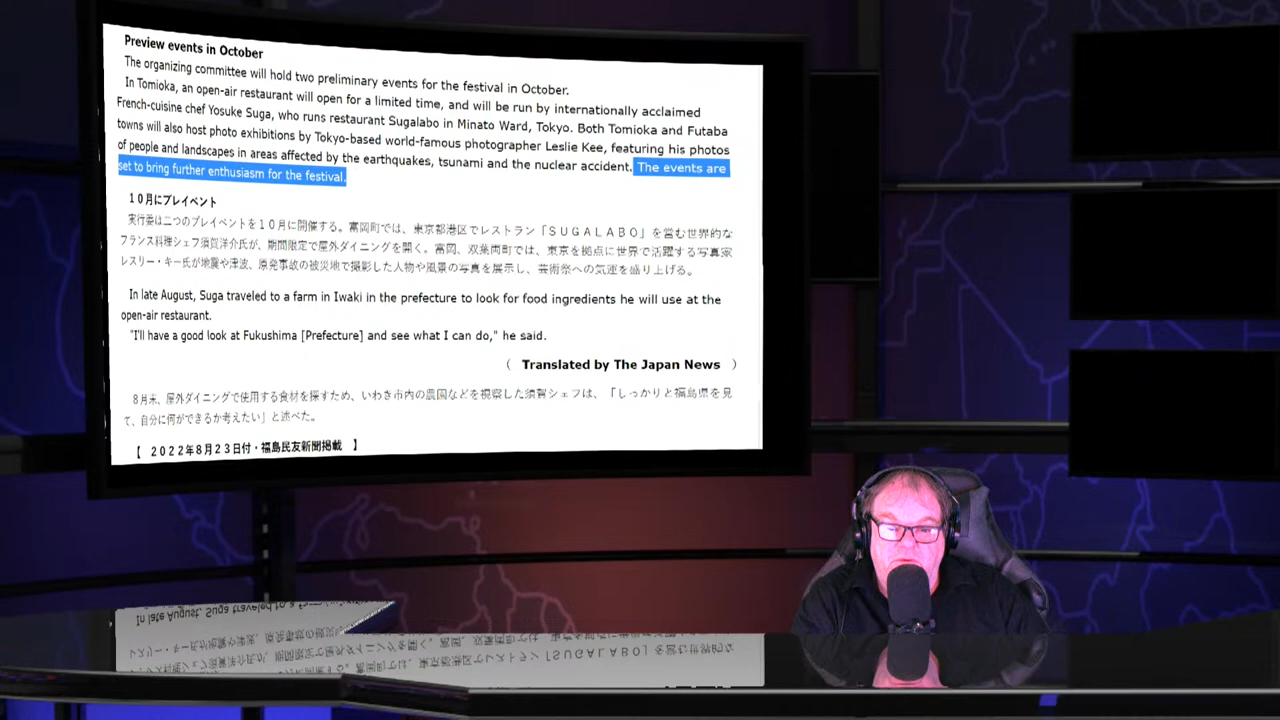 Preview events in October
The organizing committee will hold two preliminary events for the festival in October.
In Tomioka, an open-air restaurant will open for a limited time, and will be run by internationally acclaimed
French-cuisine chef Yosuke Suga, who runs restaurant Sugalabo in Minato Ward, Tokyo. Both Tomioka and Futaba
towns will also host photo exhibitions by Tokyo-based world-famous photographer Leslie Kee, featuring his photos
of people and landscapes in areas affected by the earthquakes, tsunami and the nuclear accident. The events are
set to bring further enthusiasm for the festival.
１０月にプレイベント
実行委は二つのプレイベントを１０月に開催する。富岡町では、東京都港区でレストラン「ＳＵＧＡＬＡＢＯ」を営む世界的な
フランス料理シェフ須賀洋介氏が、期間限定で屋外ダイニングを開く。富岡、双葉両町では、東京を拠点に世界で活躍する写真家
レスリー・キー氏が地震や津波、原発事故の被災地で撮影した人物や風景の写真を展示し、芸術祭への気運を盛り上げる。
In late August, Suga traveled to a farm in Iwaki in the prefecture to look for food ingredients he will use at the
open-air restaurant.
"I'll have a good look at Fukushima [Prefecture] and see what I can do," he said.
（ Translated by The Japan News ）
８月末、屋外ダイニングで使用する食材を探すため、いわき市内の農園などを視察した須賀シェフは、「しっかりと福島県を見
て、自分に何ができるか考えたい」と述べた。
【 ２０２２年８月２３日付・福島民友新聞掲載 】